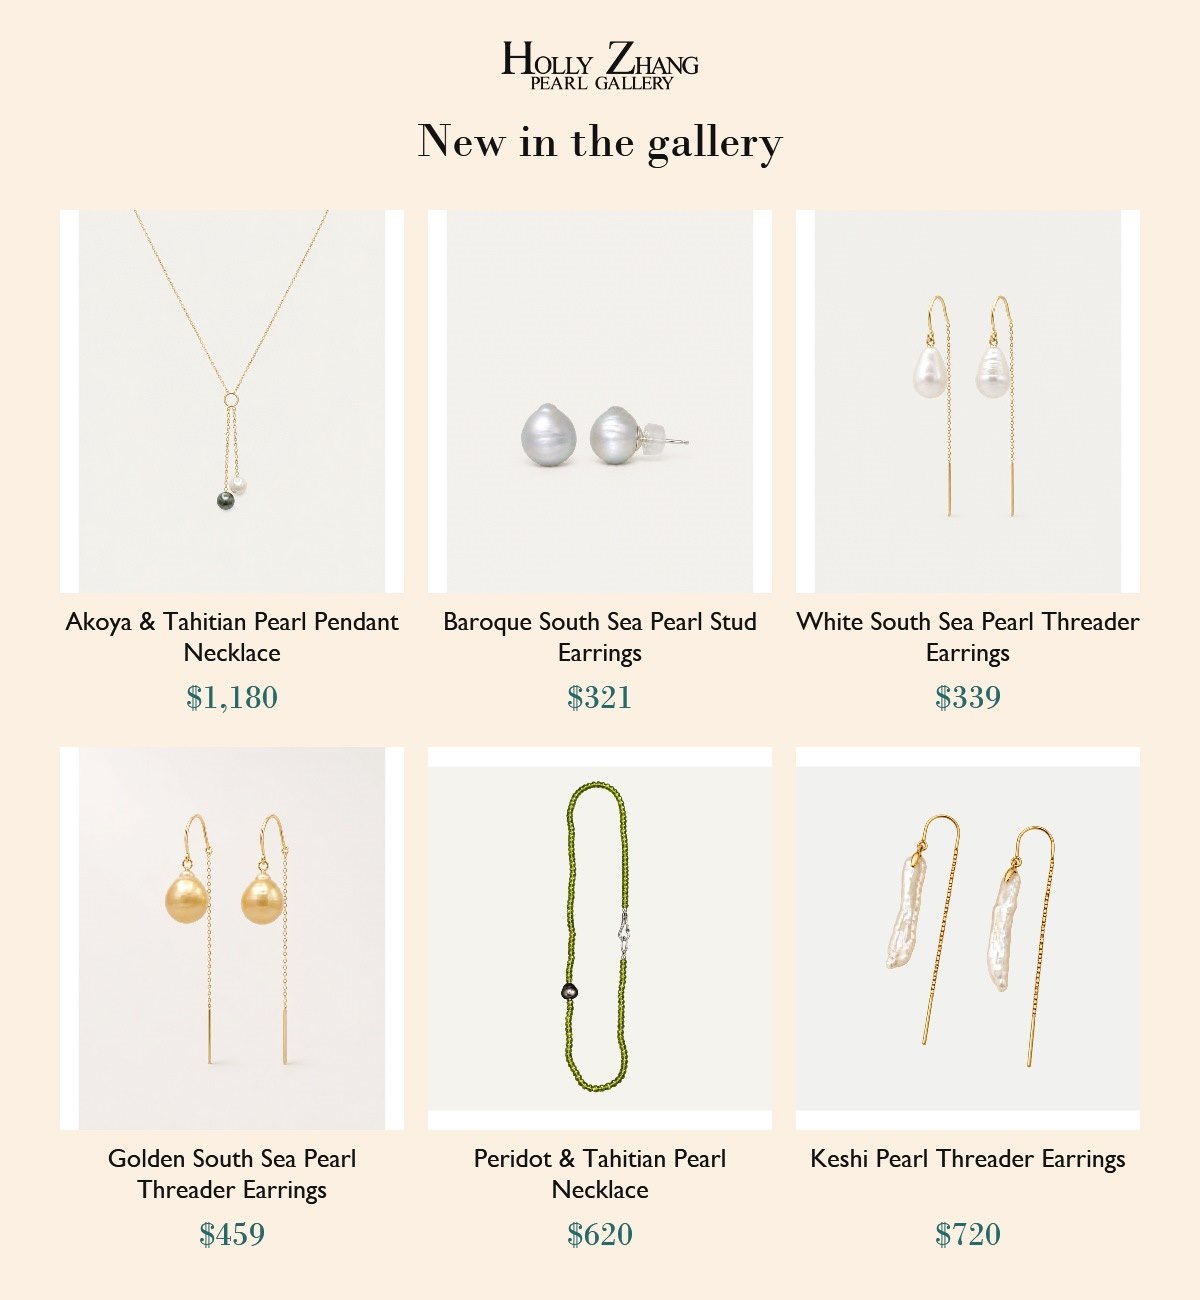 HOLLY ZHANG
PEARL GALLERY
New in the gallery
Akoya & Tahitian Pearl Pendant
Necklace
$1,180
Baroque South Sea Pearl Stud
Earrings
$321
White South Sea Pearl Threader
Earrings
$339
Golden South Sea Pearl
Threader Earrings
$459
Peridot & Tahitian Pearl
Necklace
$620
Keshi Pearl Threader Earrings
$720